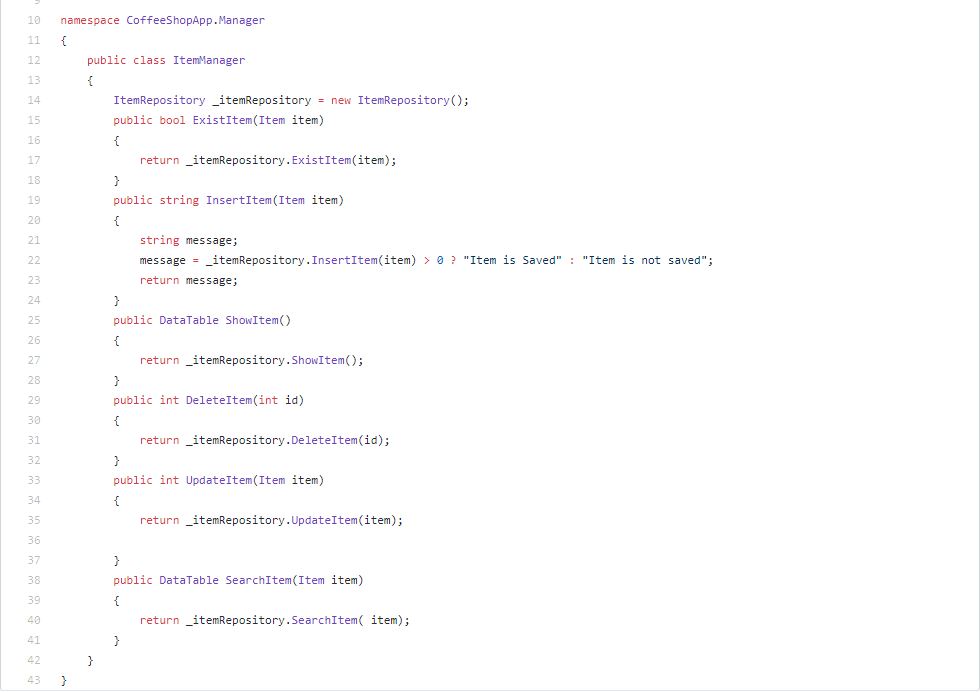 10 namespace CoffeeShopApp.Manager
11 {
12 public class ItemManager
13 {
14 ItemRepository _itemRepository = new ItemRepository();
15 public bool ExistItem(Item item)
16 {
17 return _itemRepository.ExistItem(item);
18 }
19 public string InsertItem(Item item)
20 {
21 string message;
22 message = _itemRepository.InsertItem(item) > 0 ? "Item is Saved" : "Item is not saved";
23 return message;
24 }
25 public DataTable ShowItem()
26 {
27 return _itemRepository.ShowItem();
28 }
29 public int DeleteItem(int id)
30 {
31 return _itemRepository.DeleteItem(id);
32 }
33 public int UpdateItem(Item item)
34 {
35 return _itemRepository.UpdateItem(item);
36
37 }
38 public DataTable SearchItem(Item item)
39 {
40 return _itemRepository.SearchItem( item);
41 }
42 }
43 }